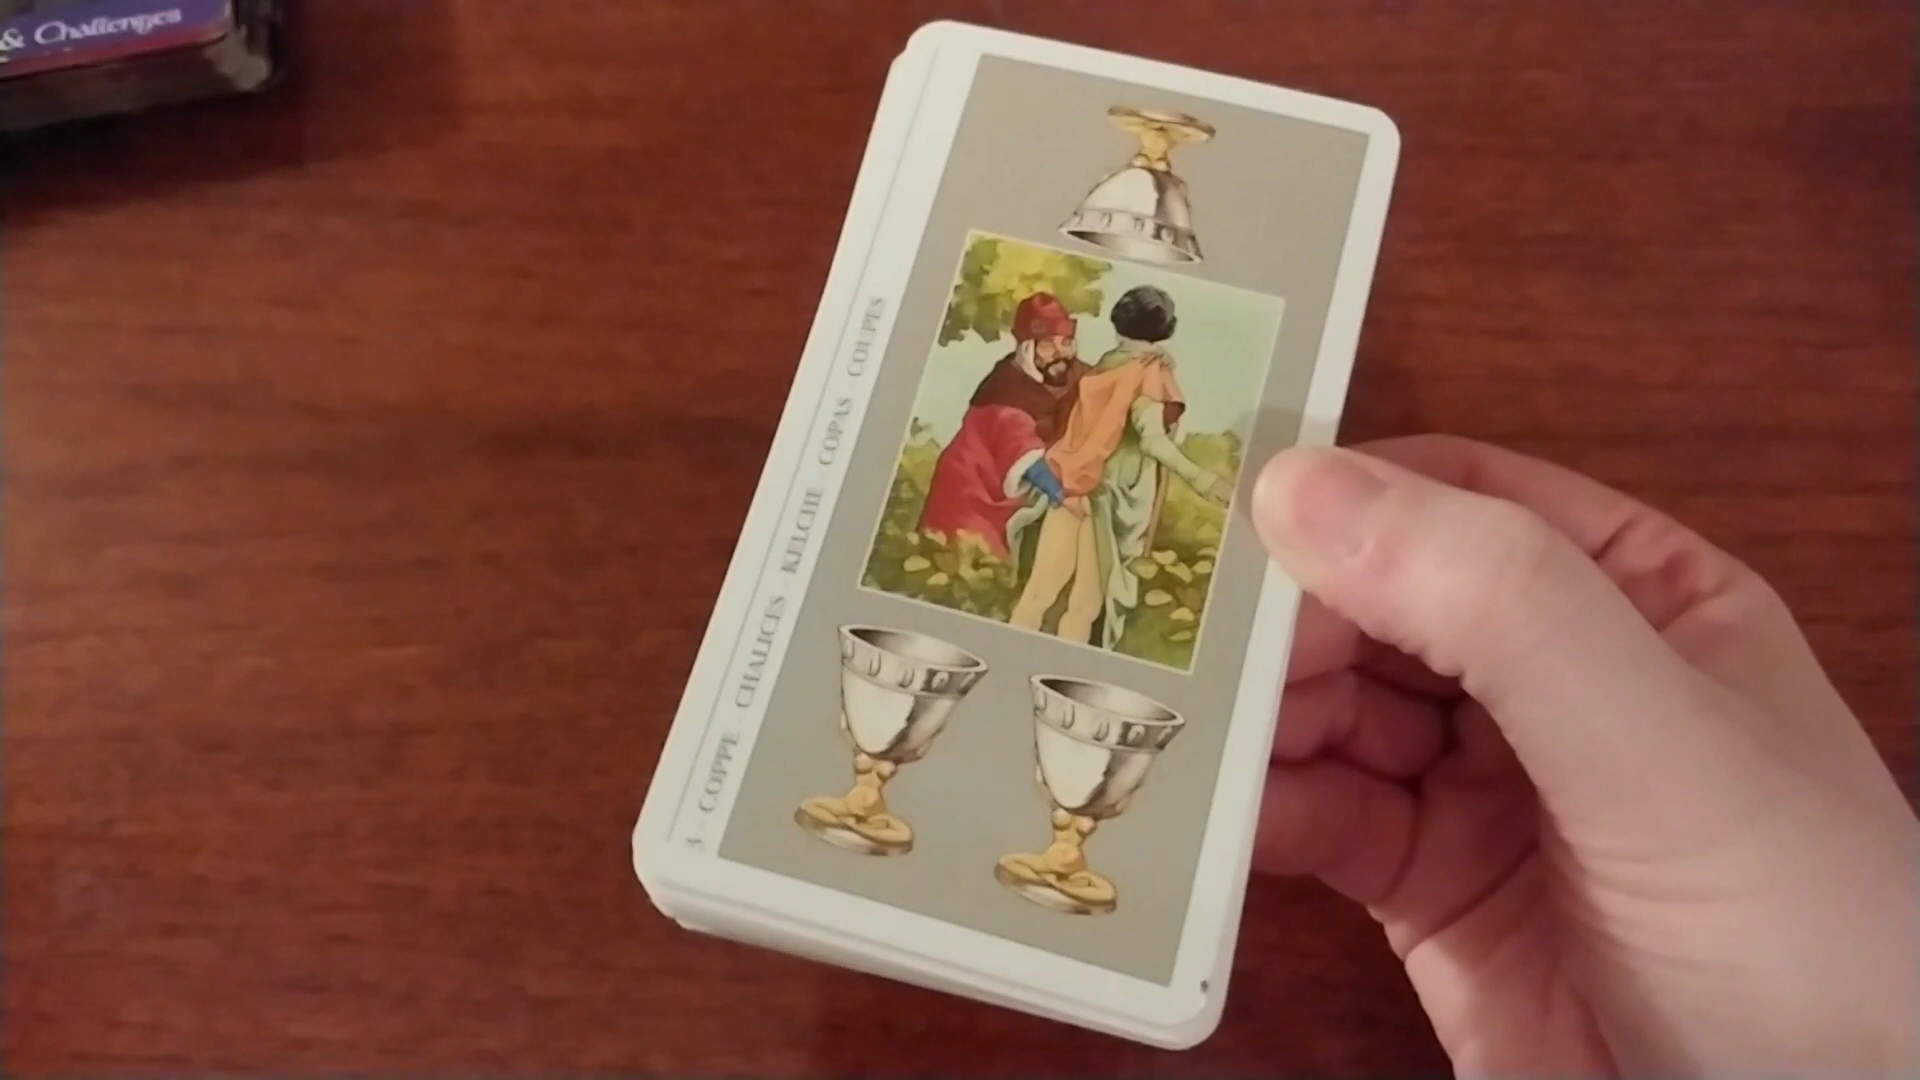 & Challenges
3 - COPPE - CHALICES - KELCHE - COPAS - COUPES